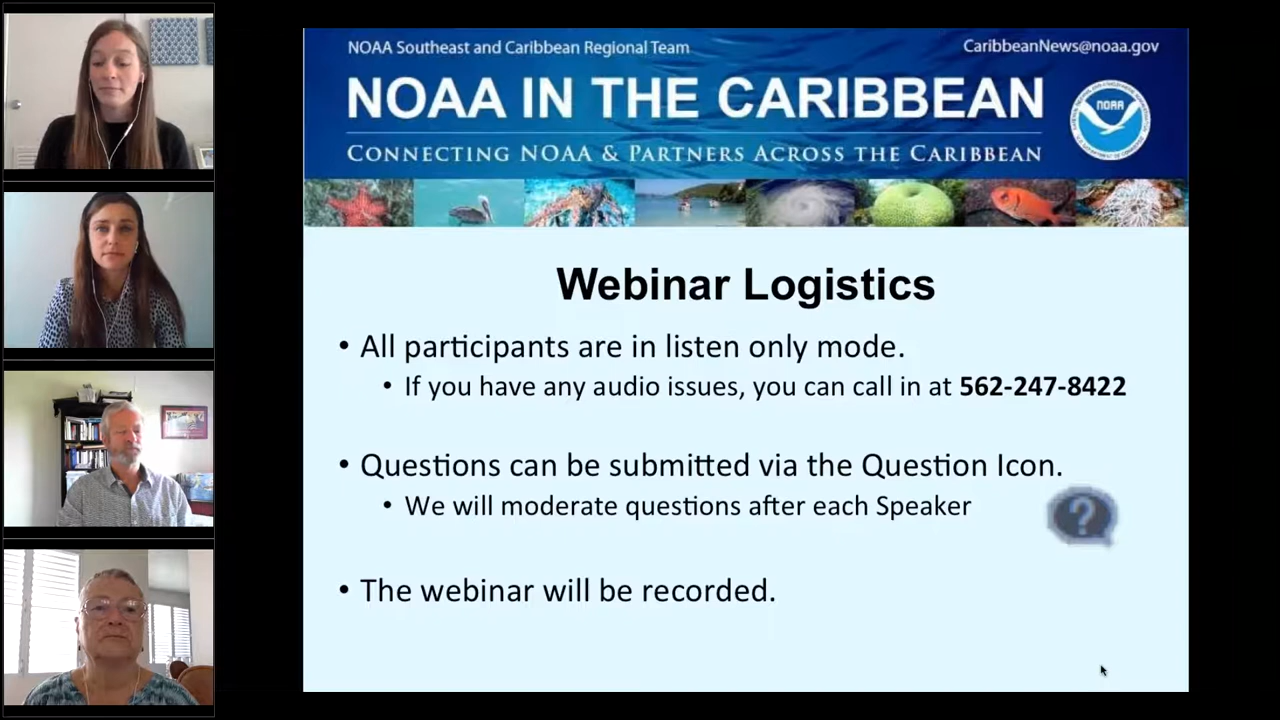 NOAA Southeast and Caribbean Regional Team
CaribbeanNews@noaa.gov
NOAA IN THE CARIBBEAN
NOAA
CONNECTING NOAA & PARTNERS ACROSS THE CARIBBEAN
Webinar Logistics
• All participants are in listen only mode.
• If you have any audio issues, you can call in at 562-247-8422
• Questions can be submitted via the Question Icon.
• We will moderate questions after each Speaker
?
• The webinar will be recorded.